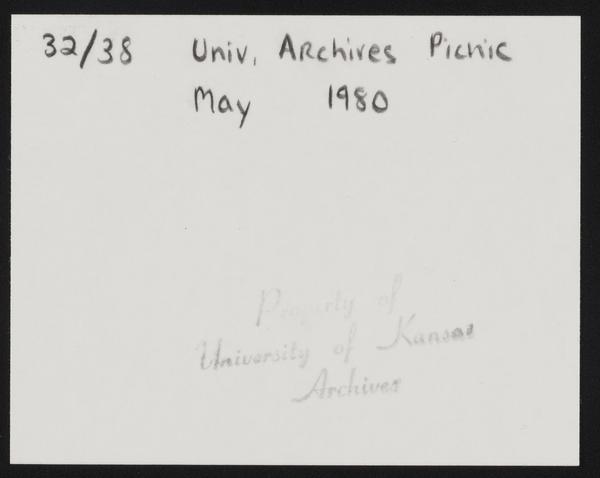 32/38 Univ. Archives Picnic
May 1980
Property of
University of Kansas
Archives